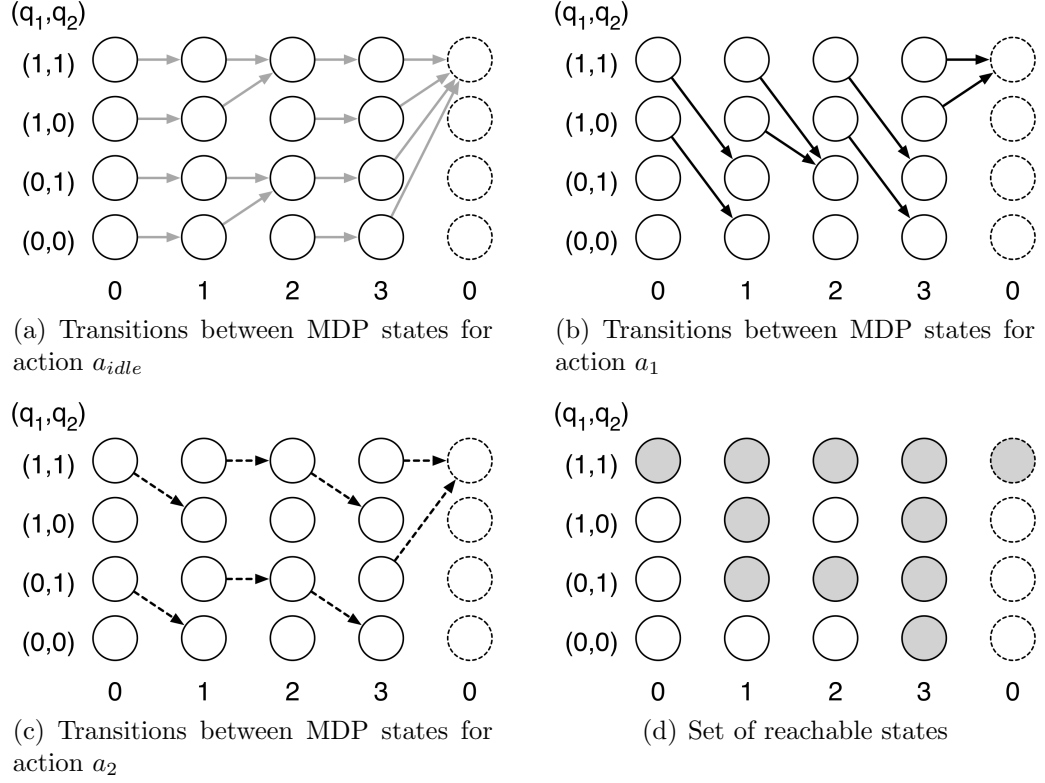 (q1,q2)
(1,1)
(1,0)
(0,1)
(0,0)
0 1 2 3 0
(a) Transitions between MDP states for
action a_idle
(q1,q2)
(1,1)
(1,0)
(0,1)
(0,0)
0 1 2 3 0
(b) Transitions between MDP states for
action a1
(q1,q2)
(1,1)
(1,0)
(0,1)
(0,0)
0 1 2 3 0
(c) Transitions between MDP states for
action a2
(q1,q2)
(1,1)
(1,0)
(0,1)
(0,0)
0 1 2 3 0
(d) Set of reachable states